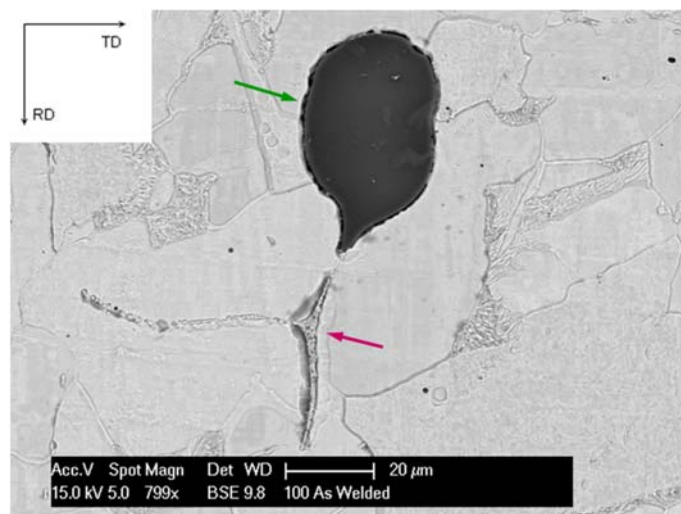 TD
RD
Acc.V Spot Magn Det WD 20 µm
15.0 kV 5.0 799x BSE 9.8 100 As Welded